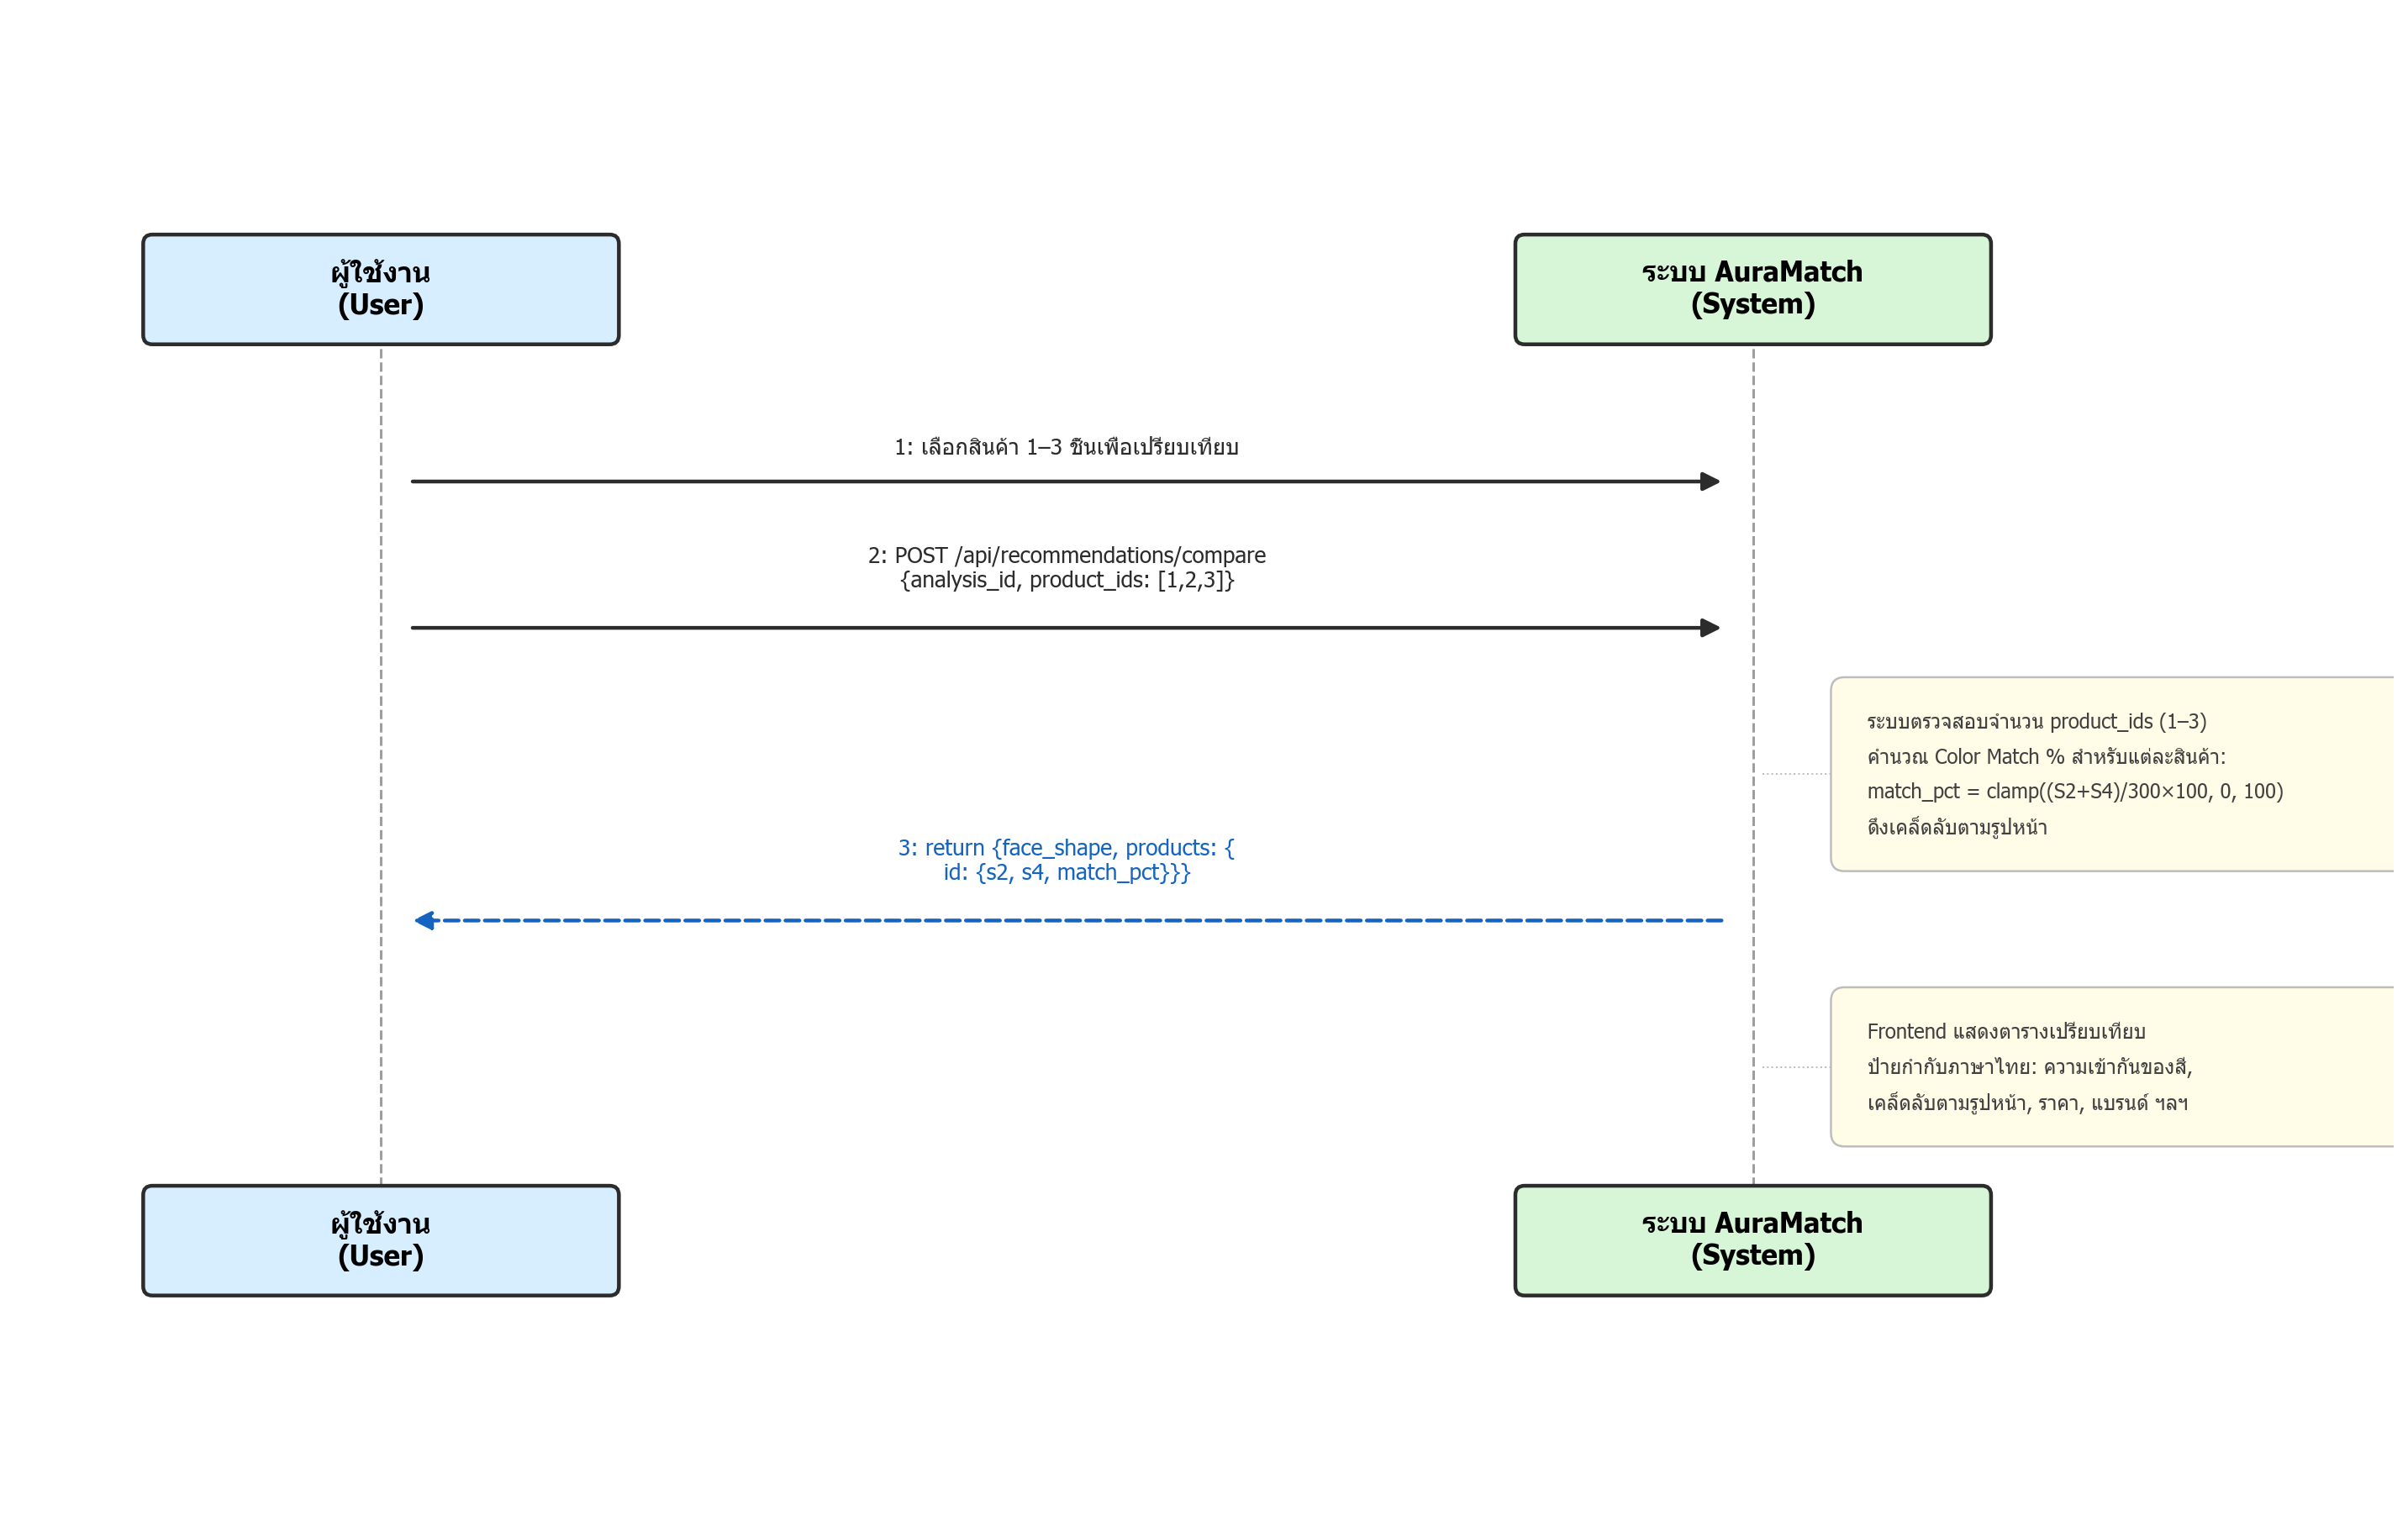 ผู้ใช้งาน
(User)
ระบบ AuraMatch
(System)
1: เลือกสินค้า 1–3 ชิ้นเพื่อเปรียบเทียบ
2: POST /api/recommendations/compare
{analysis_id, product_ids: [1,2,3]}
ระบบตรวจสอบจำนวน product_ids (1–3)
คำนวณ Color Match % สำหรับแต่ละสินค้า:
match_pct = clamp((S2+S4)/300×100, 0, 100)
ดึงเคล็ดลับตามรูปหน้า
3: return {face_shape, products: {
id: {s2, s4, match_pct}}}
Frontend แสดงตารางเปรียบเทียบ
ป้ายกำกับภาษาไทย: ความเข้ากันของสี,
เคล็ดลับตามรูปหน้า, ราคา, แบรนด์ ฯลฯ
ผู้ใช้งาน
(User)
ระบบ AuraMatch
(System)